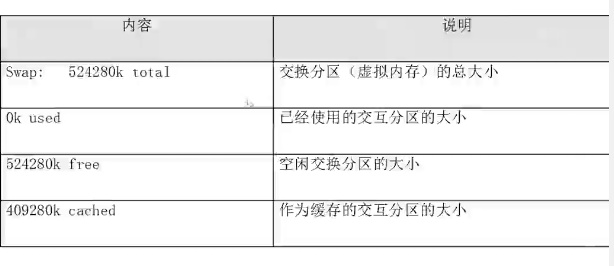 内容 说明
Swap: 524280k total 交换分区（虚拟内存）的总大小
0k used 已经使用的交互分区的大小
524280k free 空闲交换分区的大小
409280k cached 作为缓存的交互分区的大小